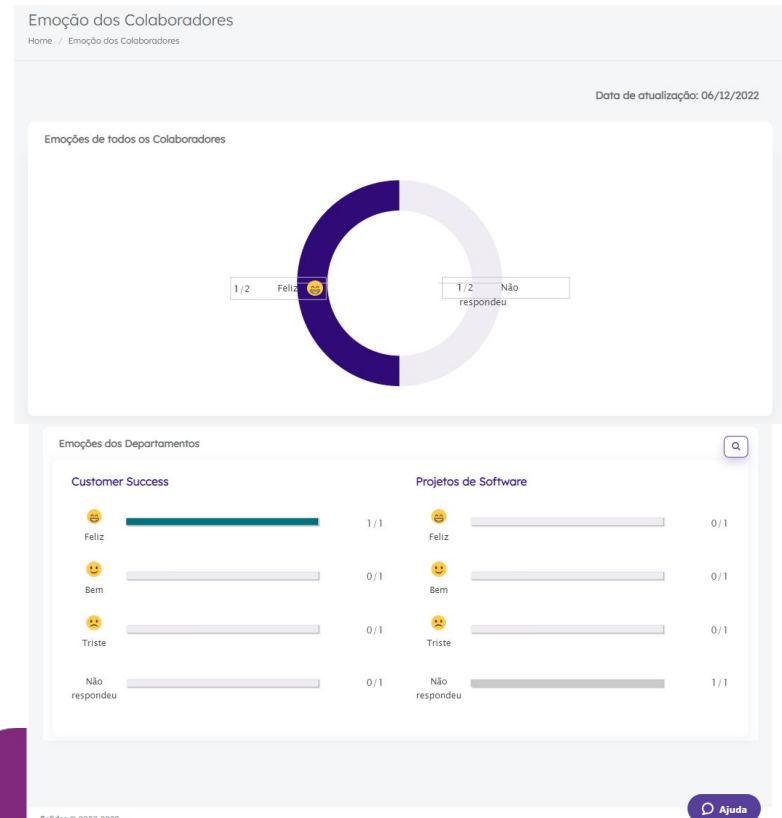 Emoção dos Colaboradores
Home / Emoção dos Colaboradores
Data de atualização: 06/12/2022
Emoções de todos os Colaboradores
1/2 Feliz
1/2 Não
respondeu
Emoções dos Departamentos
Customer Success
Feliz
1/1
Bem
0/1
Triste
0/1
Não
respondeu
0/1
Projetos de Software
Feliz
0/1
Bem
0/1
Triste
0/1
Não
respondeu
1/1
Ajuda